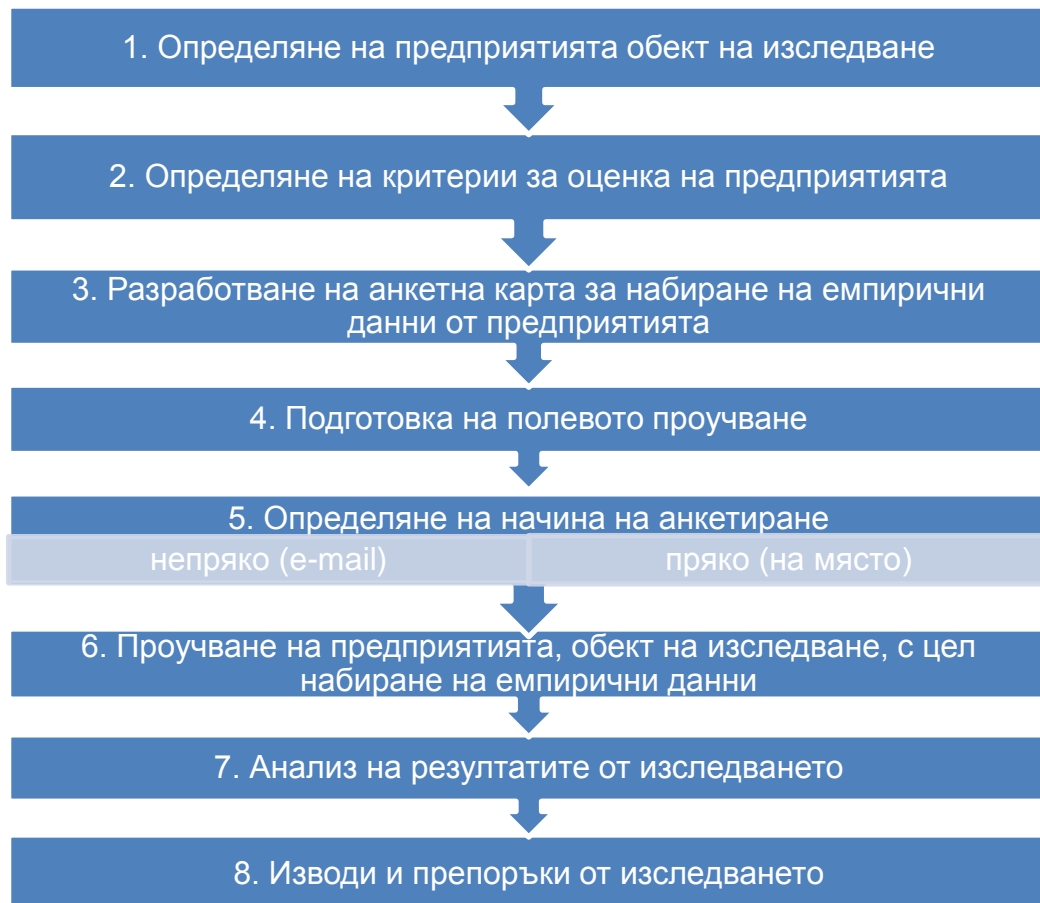 1. Определяне на предприятията обект на изследване
2. Определяне на критерии за оценка на предприятията
3. Разработване на анкетна карта за набиране на емпирични
данни от предприятията
4. Подготовка на полевото проучване
5. Определяне на начина на анкетиране
непряко (e-mail)
пряко (на място)
6. Проучване на предприятията, обект на изследване, с цел
набиране на емпирични данни
7. Анализ на резултатите от изследването
8. Изводи и препоръки от изследването